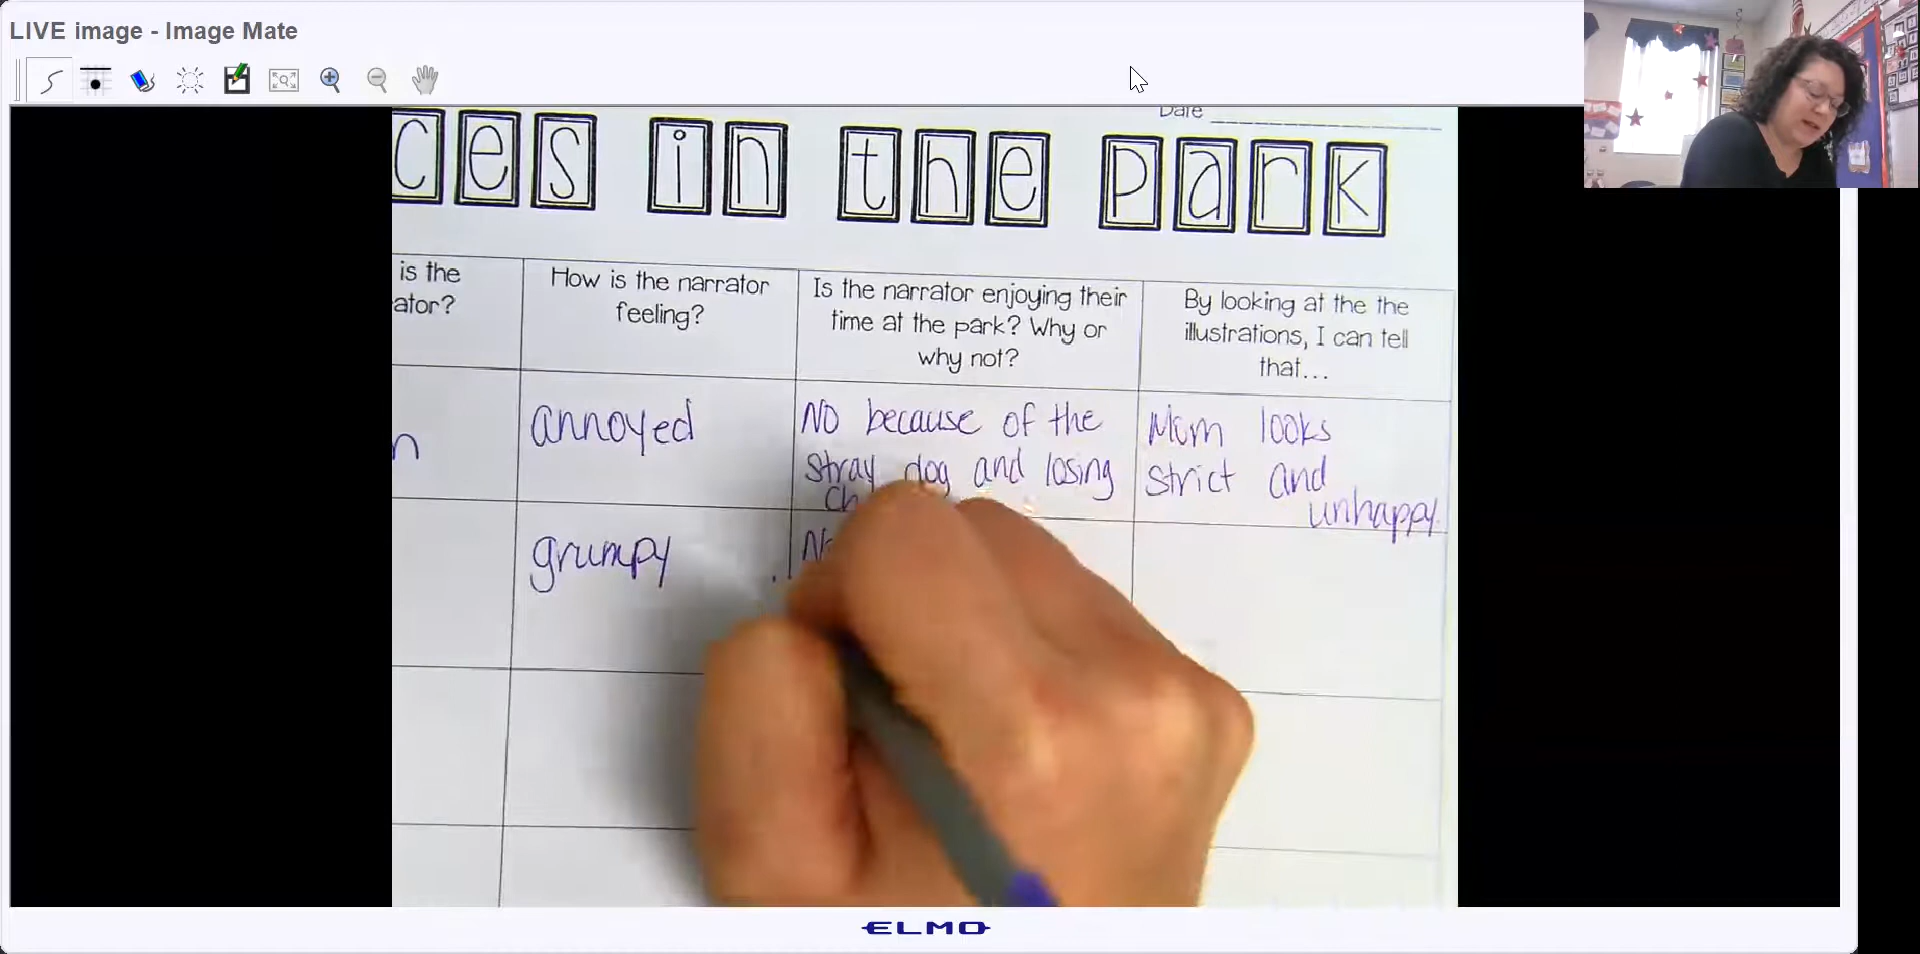 LIVE image - Image Mate
Date
ces in the park
is the
ator?
How is the narrator
feeling?
Is the narrator enjoying their
time at the park? Why or
why not?
By looking at the the
illustrations, I can tell
that...
annoyed
No because of the
stray dog and losing
Mom looks
strict and
unhappy.
grumpy
ELMO